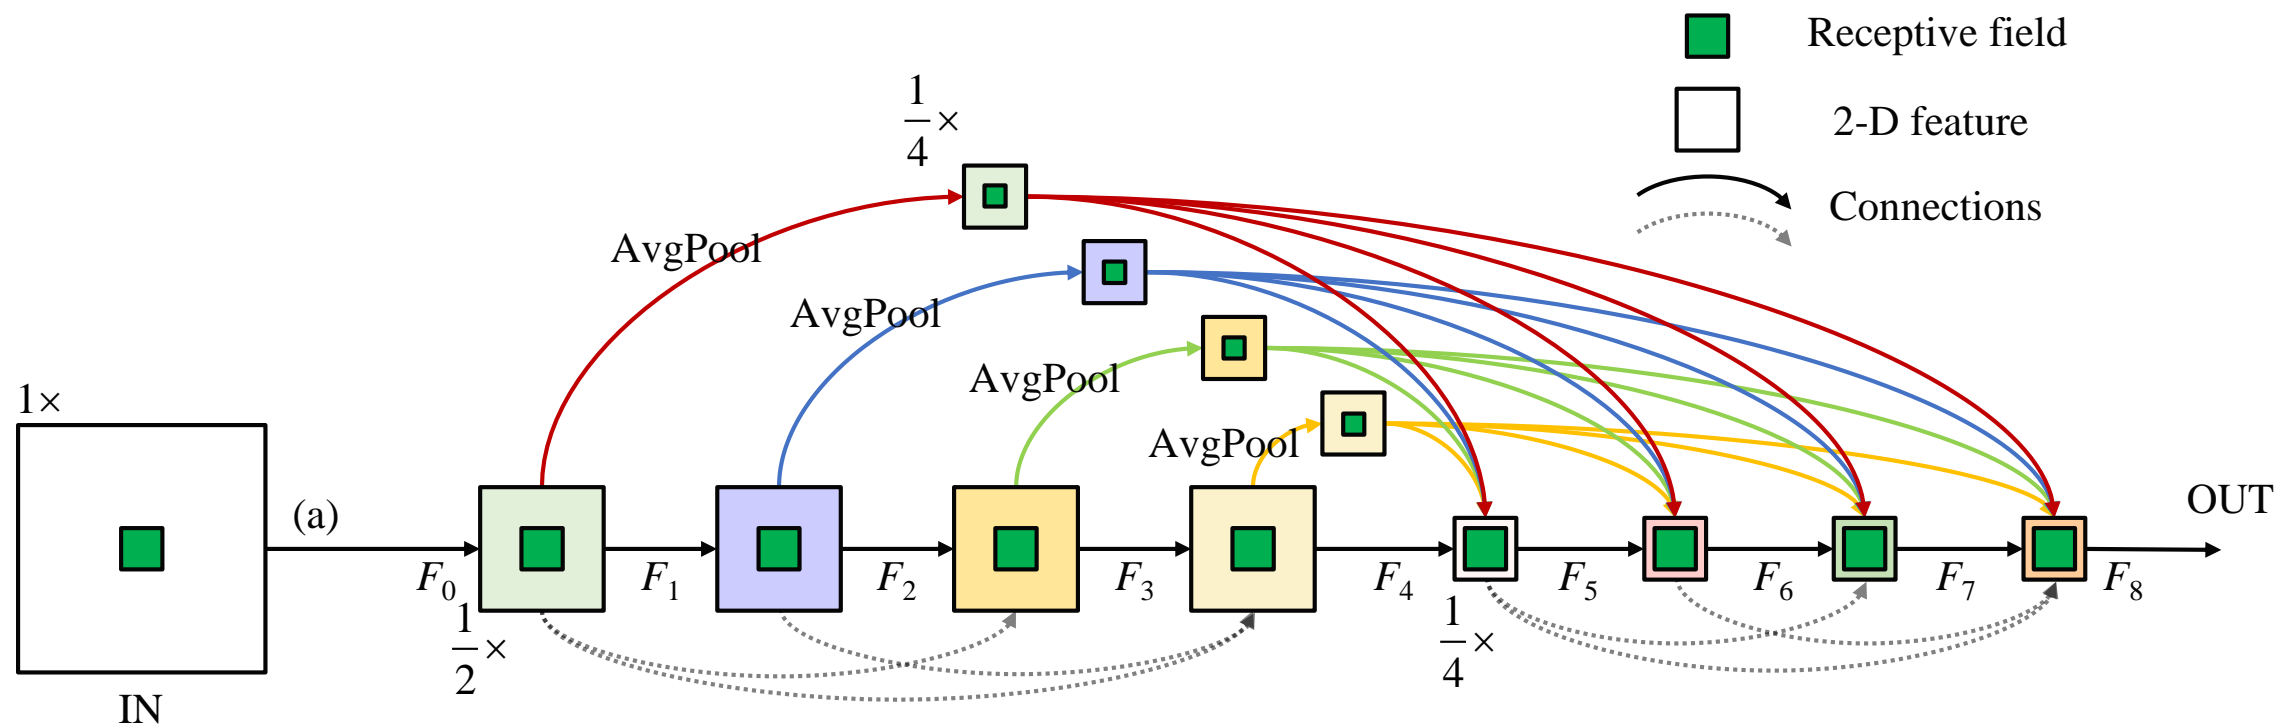 Receptive field
2-D feature
Connections
1/4×
AvgPool
AvgPool
AvgPool
AvgPool
1×
(a)
OUT
F₀
F₁
F₂
F₃
F₄
F₅
F₆
F₇
F₈
1/2×
1/4×
IN